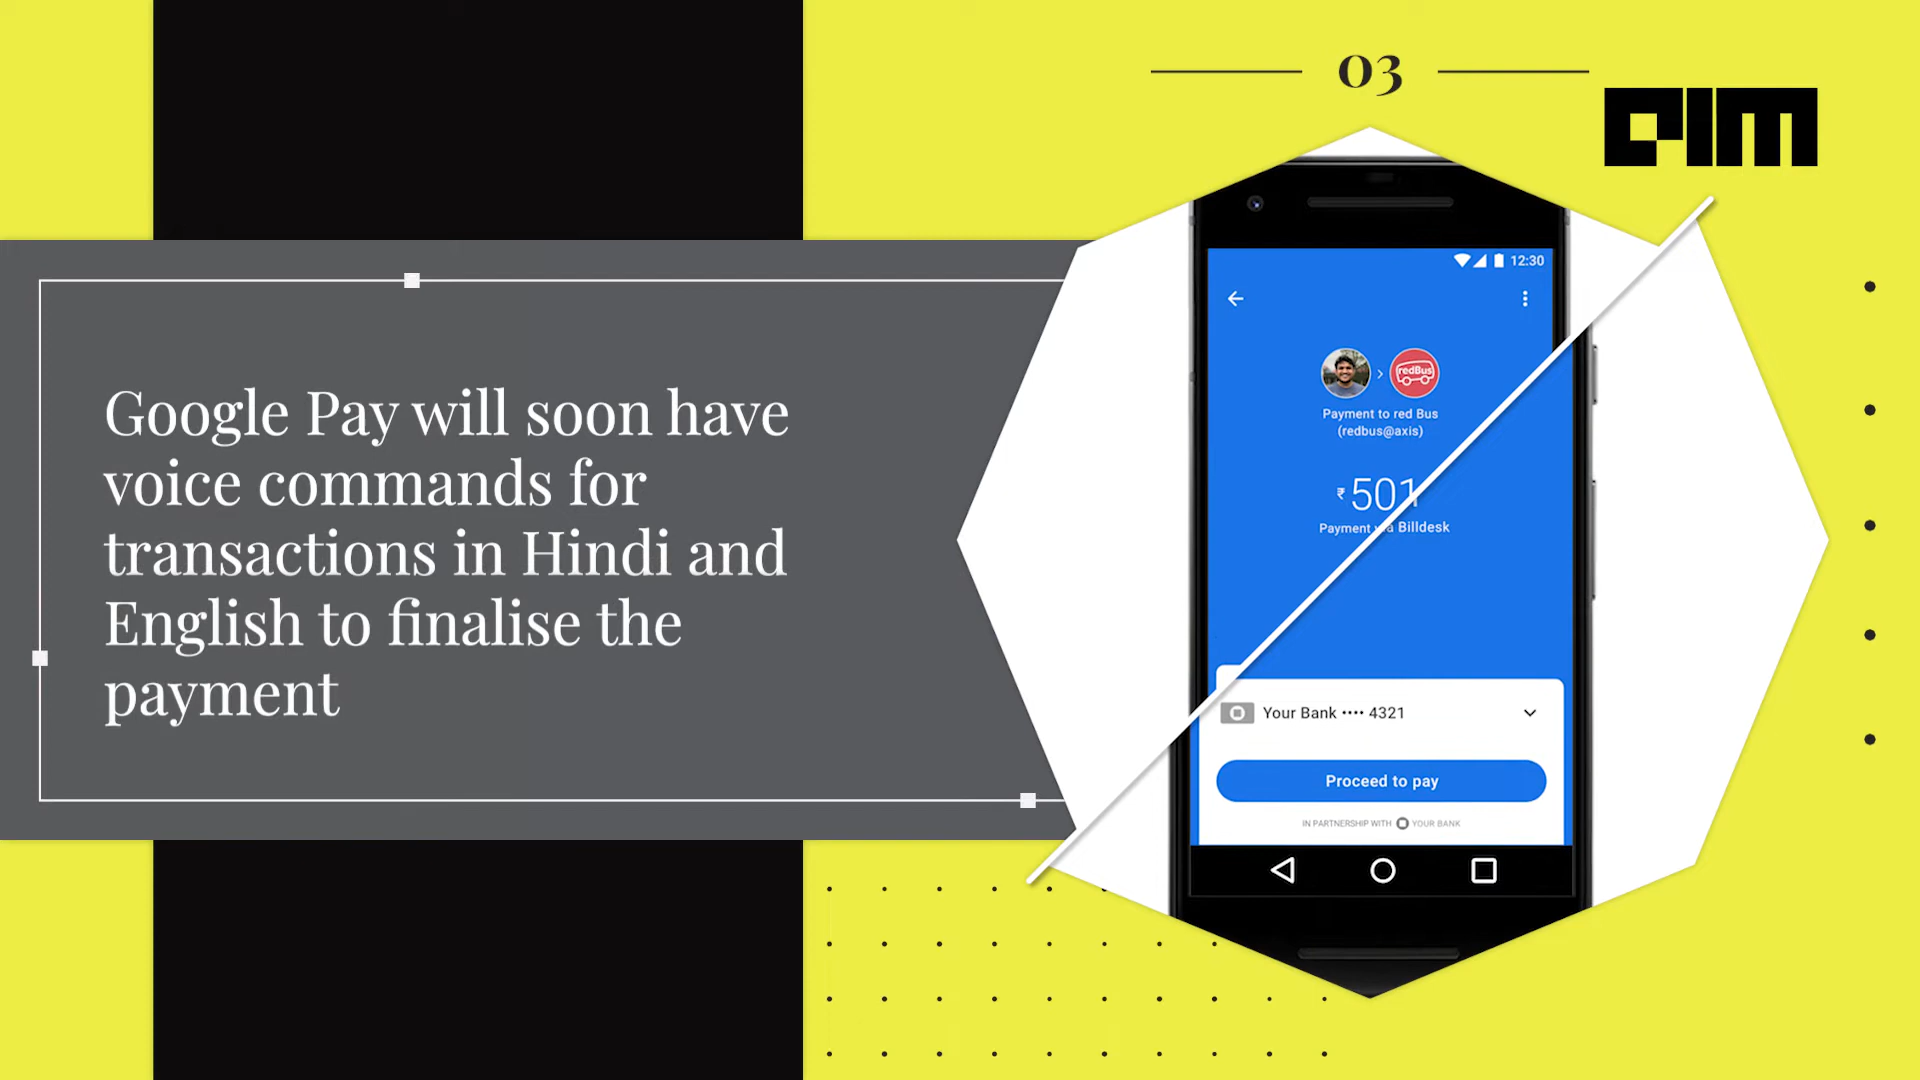 03
AIM
Google Pay will soon have
voice commands for
transactions in Hindi and
English to finalise the
payment
12:30
redBus
Payment to red Bus
(redbus@axis)
₹501
Payment via Billdesk
Your Bank •••• 4321
Proceed to pay
IN PARTNERSHIP WITH YOUR BANK